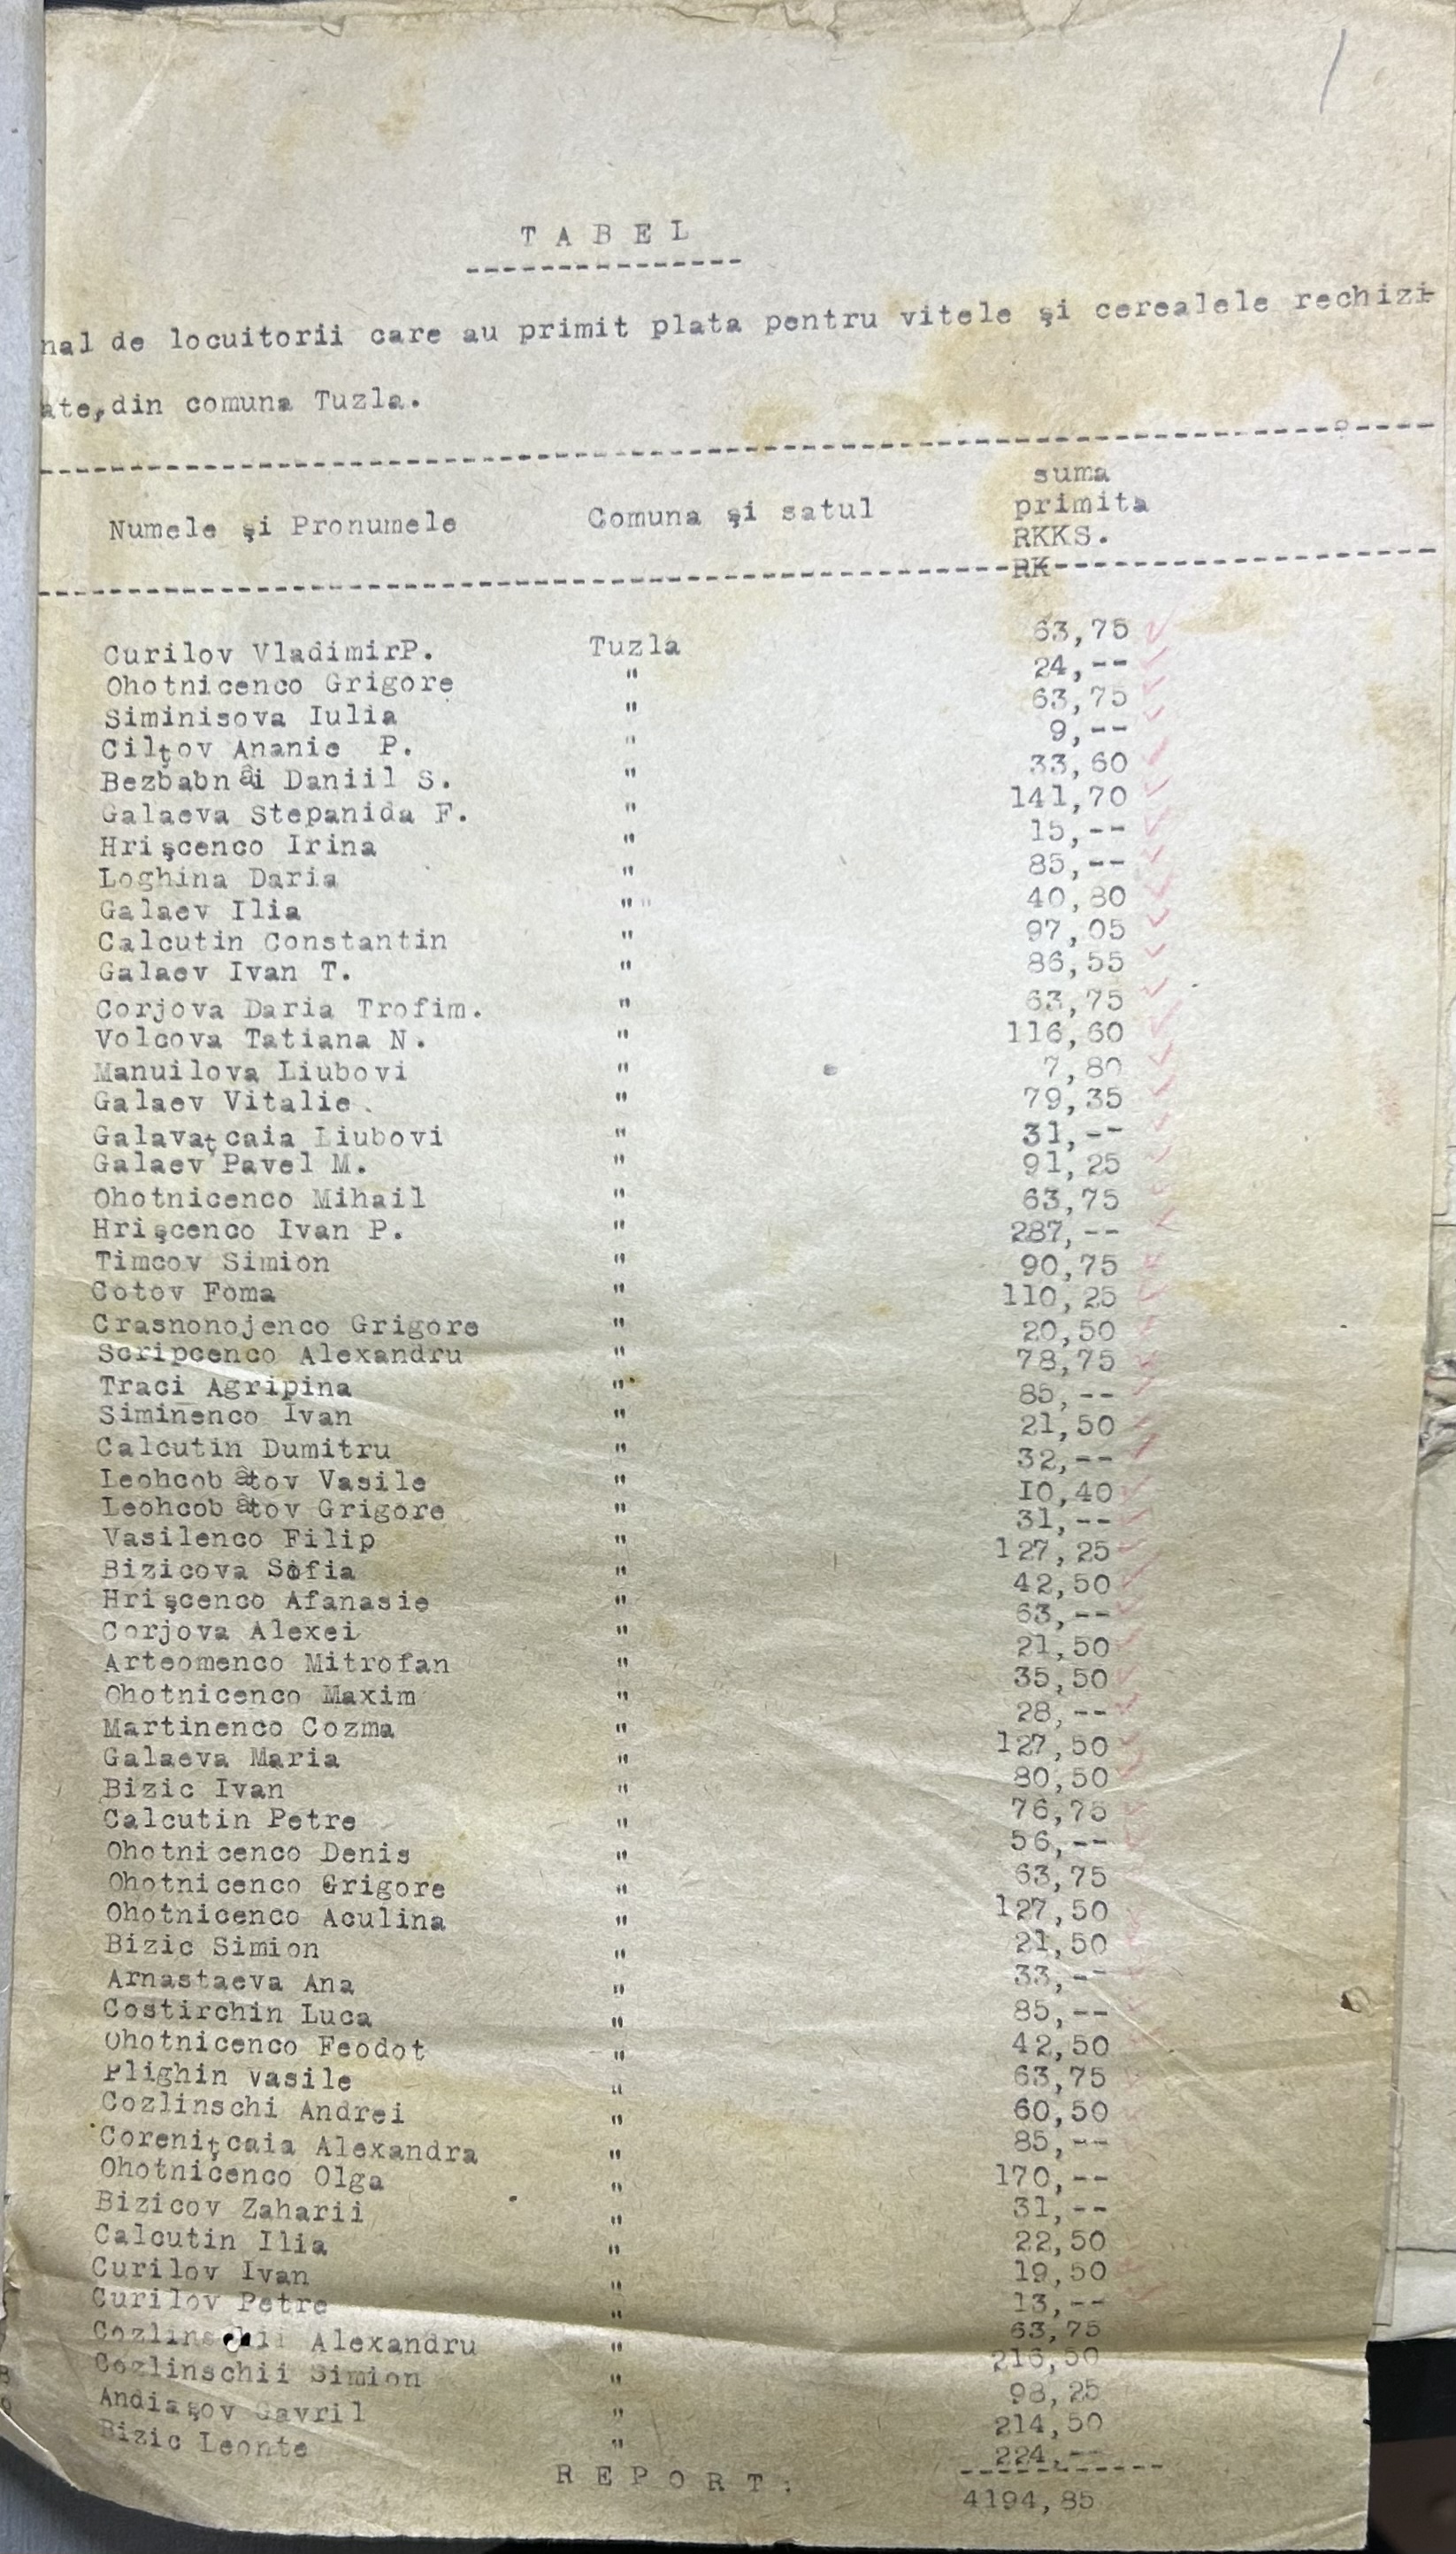 T A B E L
nal de locuitorii care au primit plata pentru vitele şi cerealele rechizi-
ate,din comuna Tuzla.
Numele şi Pronumele Comuna şi satul suma
primita
RKKS.
RK
Curilov VladimirP. Tuzla 63,75
Ohotnicenco Grigore " 24,--
Siminisova Iulia " 63,75
Cilţov Ananie P. " 9,--
Bezbabnâi Daniil S. " 33,60
Galaeva Stepanida F. " 141,70
Hrişcenco Irina " 15,--
Loghina Daria " 85,--
Galaev Ilia " 40,80
Calcutin Constantin " 97,05
Galaev Ivan T. " 86,55
Corjova Daria Trofim. " 63,75
Volcova Tatiana N. " 116,60
Manuilova Liubovi " 7,80
Galaev Vitalie. " 79,35
Galavaţcaia Liubovi " 31,--
Galaev Pavel M. " 91,25
Ohotnicenco Mihail " 63,75
Hrişcenco Ivan P. " 287,--
Timcov Simion " 90,75
Cotov Foma " 110,25
Crasnonojenco Grigore " 20,50
Scripcenco Alexandru " 78,75
Traci Agripina " 85,--
Siminenco Ivan " 21,50
Calcutin Dumitru " 32,--
Leohcobâtov Vasile " 10,40
Leohcobâtov Grigore " 31,--
Vasilenco Filip " 127,25
Bizicova Sofia " 42,50
Hrişcenco Afanasie " 63,--
Corjova Alexei " 21,50
Arteomenco Mitrofan " 35,50
Ohotnicenco Maxim " 28,--
Martinenco Cozma " 127,50
Galaeva Maria " 80,50
Bizic Ivan " 76,75
Calcutin Petre " 56,--
Ohotnicenco Denis " 63,75
Ohotnicenco Grigore " 127,50
Ohotnicenco Aculina " 21,50
Bizic Simion " 33,--
Arnastaeva Ana " 85,--
Costirchin Luca " 42,50
Ohotnicenco Feodot " 63,75
Plighin Vasile " 60,50
Cozlinschi Andrei " 85,--
Coreniţcaia Alexandra " 170,--
Ohotnicenco Olga " 31,--
Bizicov Zaharii " 22,50
Calcutin Ilia " 19,50
Curilov Ivan " 13,--
Curilov Petre " 63,75
Cozlinschii Alexandru " 216,50
Cozlinschii Simion " 98,25
Andiaşov Gavril " 214,50
Bizic Leonte " 224,--
R E P O R T : 4194,85